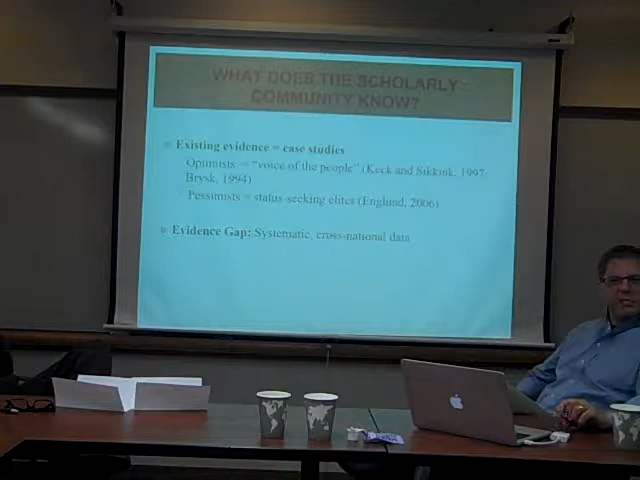 WHAT DOES THE SCHOLARLY
COMMUNITY KNOW?
Existing evidence = case studies
Optimists = "voice of the people" (Keck and Sikkink, 1997;
Brysk, 1994)
Pessimists = status-seeking elites (Englund, 2006)
Evidence Gap: Systematic, cross-national data